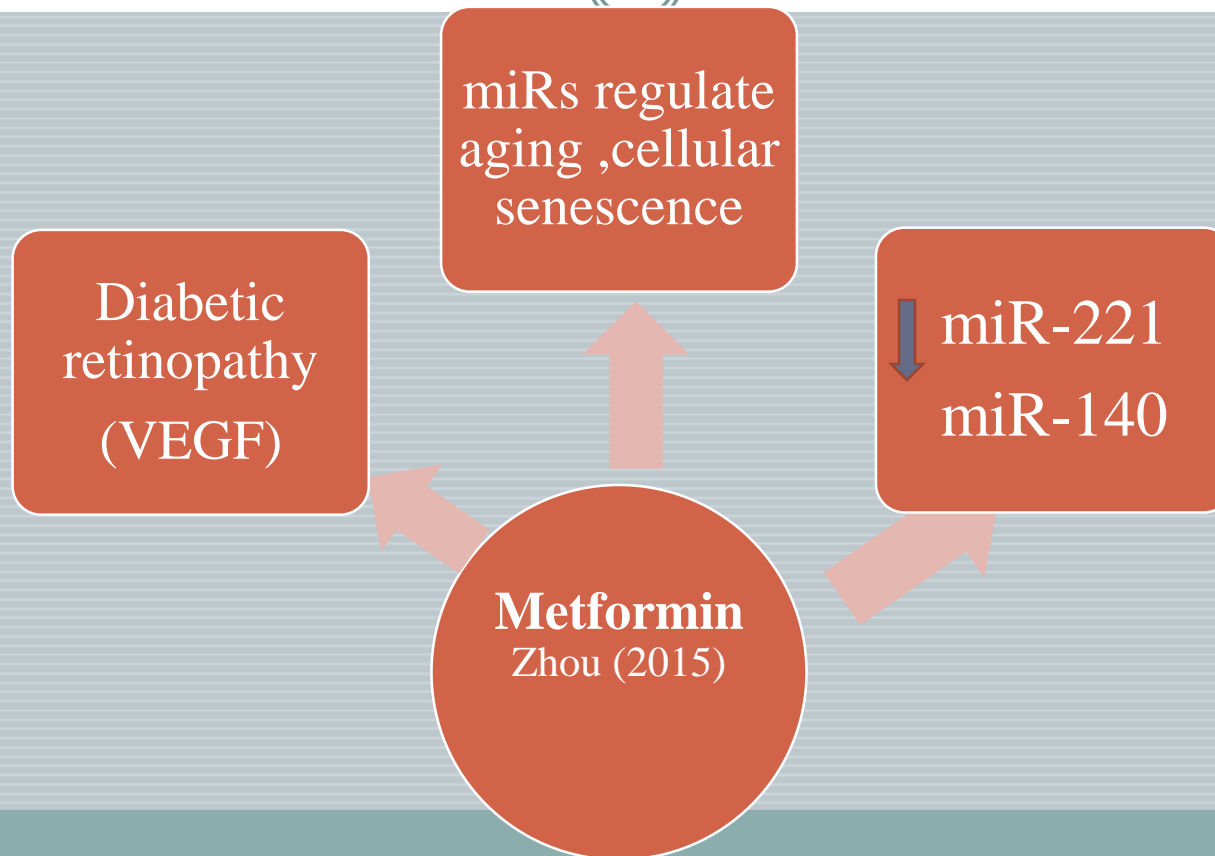 miRs regulate
aging ,cellular
senescence
Diabetic
retinopathy
(VEGF)
miR-221
miR-140
Metformin
Zhou (2015)